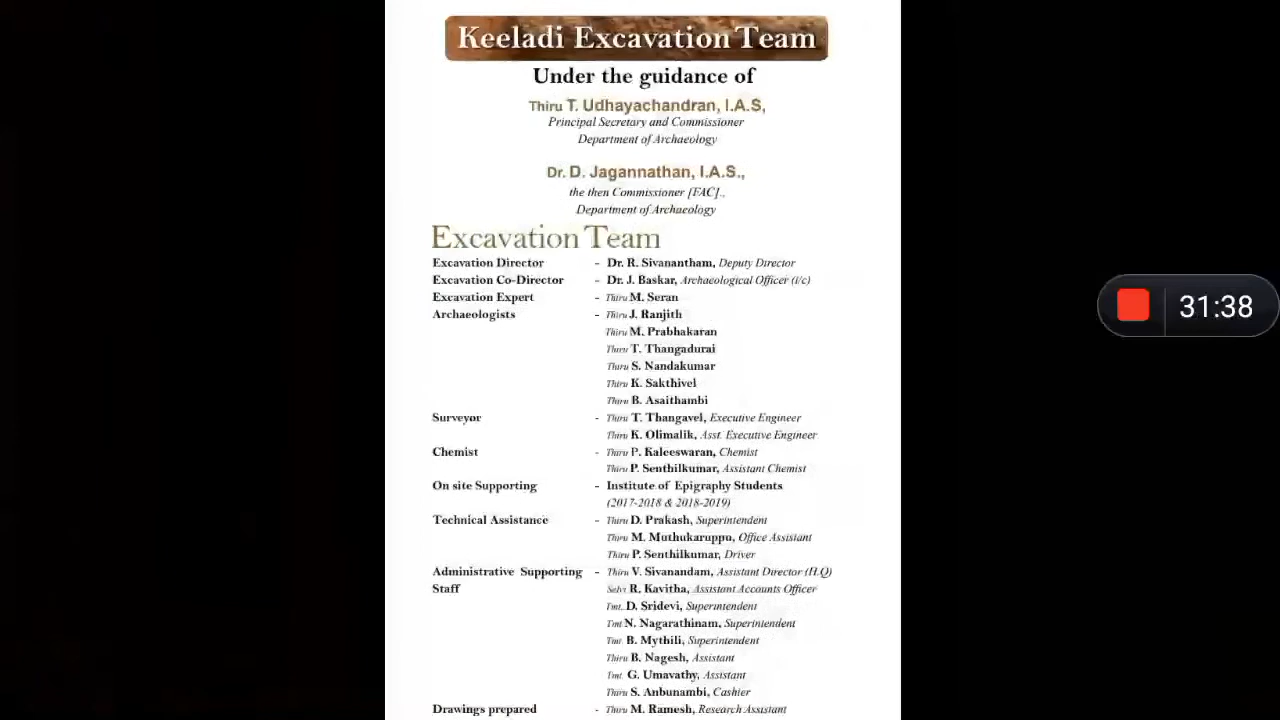 Keeladi Excavation Team
Under the guidance of
Thiru T. Udhayachandran, I.A.S,
Principal Secretary and Commissioner
Department of Archaeology
Dr. D. Jagannathan, I.A.S.,
the then Commissioner [FAC].,
Department of Archaeology
Excavation Team
Excavation Director - Dr. R. Sivanantham, Deputy Director
Excavation Co-Director - Dr. J. Baskar, Archaeological Officer (i/c)
Excavation Expert - Thiru M. Seran
Archaeologists - Thiru J. Ranjith
Thiru M. Prabhakaran
Thiru T. Thangadurai
Thiru S. Nandakumar
Thiru K. Sakthivel
Thiru B. Asaithambi
Surveyor - Thiru T. Thangavel, Executive Engineer
Thiru K. Olimalik, Asst. Executive Engineer
Chemist - Thiru P. Kaleeswaran, Chemist
Thiru P. Senthilkumar, Assistant Chemist
On site Supporting - Institute of Epigraphy Students
(2017-2018 & 2018-2019)
Technical Assistance - Thiru D. Prakash, Superintendent
Thiru M. Muthukaruppu, Office Assistant
Thiru P. Senthilkumar, Driver
Administrative Supporting - Thiru V. Sivanandam, Assistant Director (H.Q)
Staff Selvi R. Kavitha, Assistant Accounts Officer
Tmt. D. Sridevi, Superintendent
Tmt N. Nagarathinam, Superintendent
Tmt. B. Mythili, Superintendent
Thiru B. Nagesh, Assistant
Tmt. G. Umavathy, Assistant
Thiru S. Anbunambi, Cashier
Drawings prepared - Thiru M. Ramesh, Research Assistant
31:38